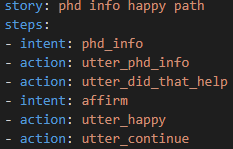 story: phd info happy path
steps:
- intent: phd_info
- action: utter_phd_info
- action: utter_did_that_help
- intent: affirm
- action: utter_happy
- action: utter_continue